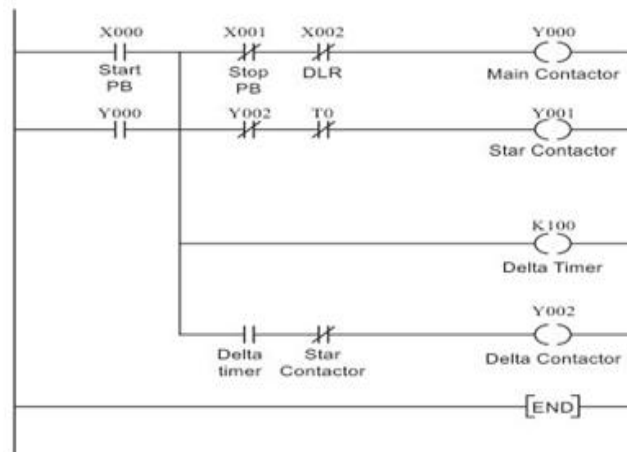 X000 X001 X002 Y000
Start PB Stop PB DLR Main Contactor
Y000 Y002 T0 Y001
Star Contactor
K100
Delta Timer
Y002
Delta timer Star Contactor Delta Contactor
[END]